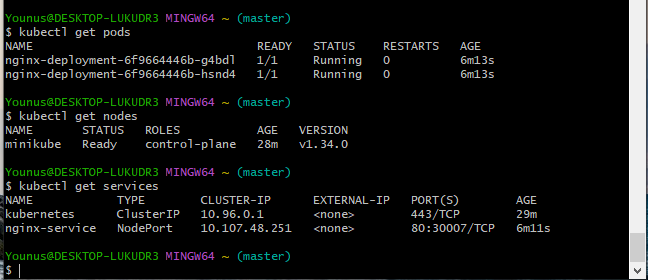 Younus@DESKTOP-LUKUDR3 MINGW64 ~ (master)
$ kubectl get pods
NAME                                READY   STATUS    RESTARTS   AGE
nginx-deployment-6f9664446b-g4bdl   1/1     Running   0          6m13s
nginx-deployment-6f9664446b-hsnd4   1/1     Running   0          6m13s
Younus@DESKTOP-LUKUDR3 MINGW64 ~ (master)
$ kubectl get nodes
NAME       STATUS   ROLES           AGE   VERSION
minikube   Ready    control-plane   28m   v1.34.0
Younus@DESKTOP-LUKUDR3 MINGW64 ~ (master)
$ kubectl get services
NAME            TYPE        CLUSTER-IP      EXTERNAL-IP   PORT(S)        AGE
kubernetes      ClusterIP   10.96.0.1       <none>        443/TCP        29m
nginx-service   NodePort    10.107.48.251   <none>        80:30007/TCP   6m11s
Younus@DESKTOP-LUKUDR3 MINGW64 ~ (master)
$